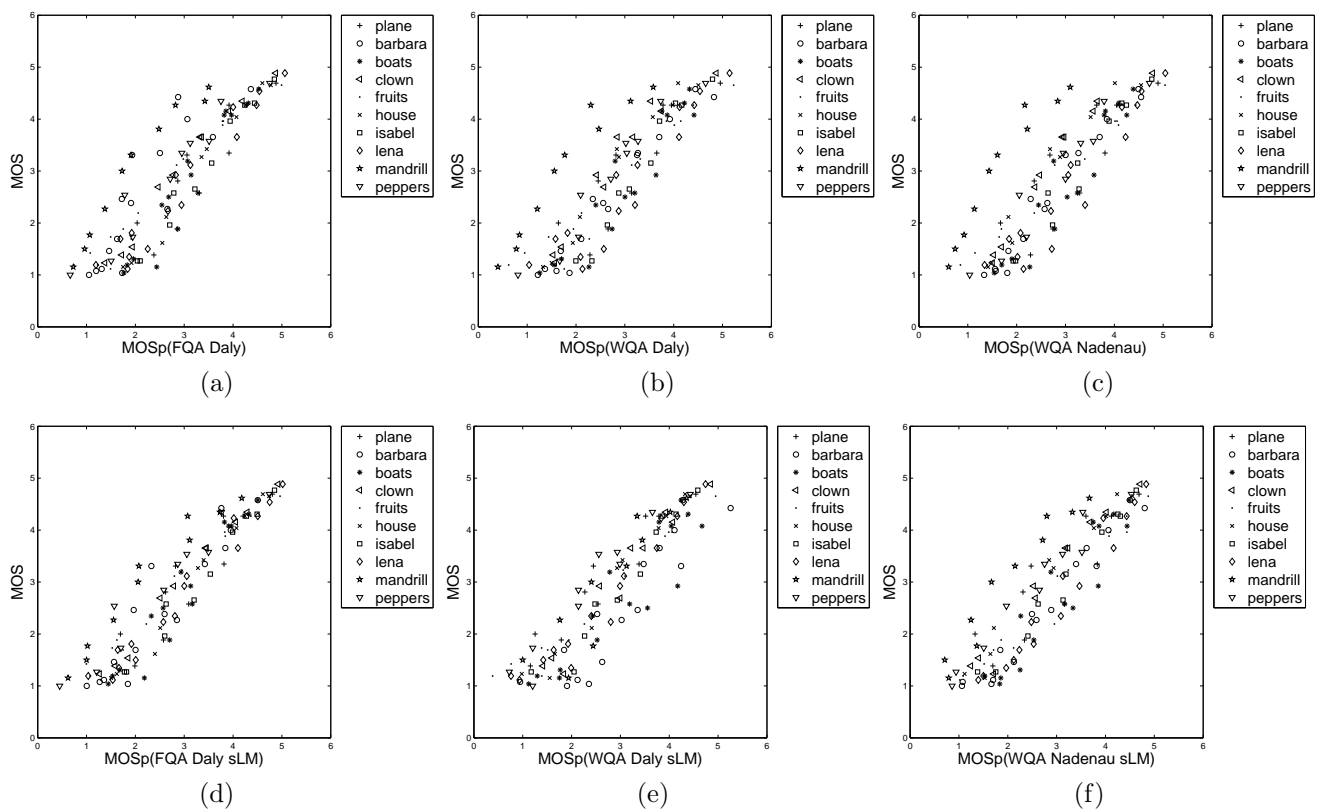 6
5
4
3
2
1
0
MOS
0 1 2 3 4 5 6
MOSp(FQA Daly)
plane
barbara
boats
clown
fruits
house
isabel
lena
mandrill
peppers
(a)
6
5
4
3
2
1
0
MOS
0 1 2 3 4 5 6
MOSp(WQA Daly)
plane
barbara
boats
clown
fruits
house
isabel
lena
mandrill
peppers
(b)
6
5
4
3
2
1
0
MOS
0 1 2 3 4 5 6
MOSp(WQA Nadenau)
plane
barbara
boats
clown
fruits
house
isabel
lena
mandrill
peppers
(c)
6
5
4
3
2
1
0
MOS
0 1 2 3 4 5 6
MOSp(FQA Daly sLM)
plane
barbara
boats
clown
fruits
house
isabel
lena
mandrill
peppers
(d)
6
5
4
3
2
1
0
MOS
0 1 2 3 4 5 6
MOSp(WQA Daly sLM)
plane
barbara
boats
clown
fruits
house
isabel
lena
mandrill
peppers
(e)
6
5
4
3
2
1
0
MOS
0 1 2 3 4 5 6
MOSp(WQA Nadenau sLM)
plane
barbara
boats
clown
fruits
house
isabel
lena
mandrill
peppers
(f)